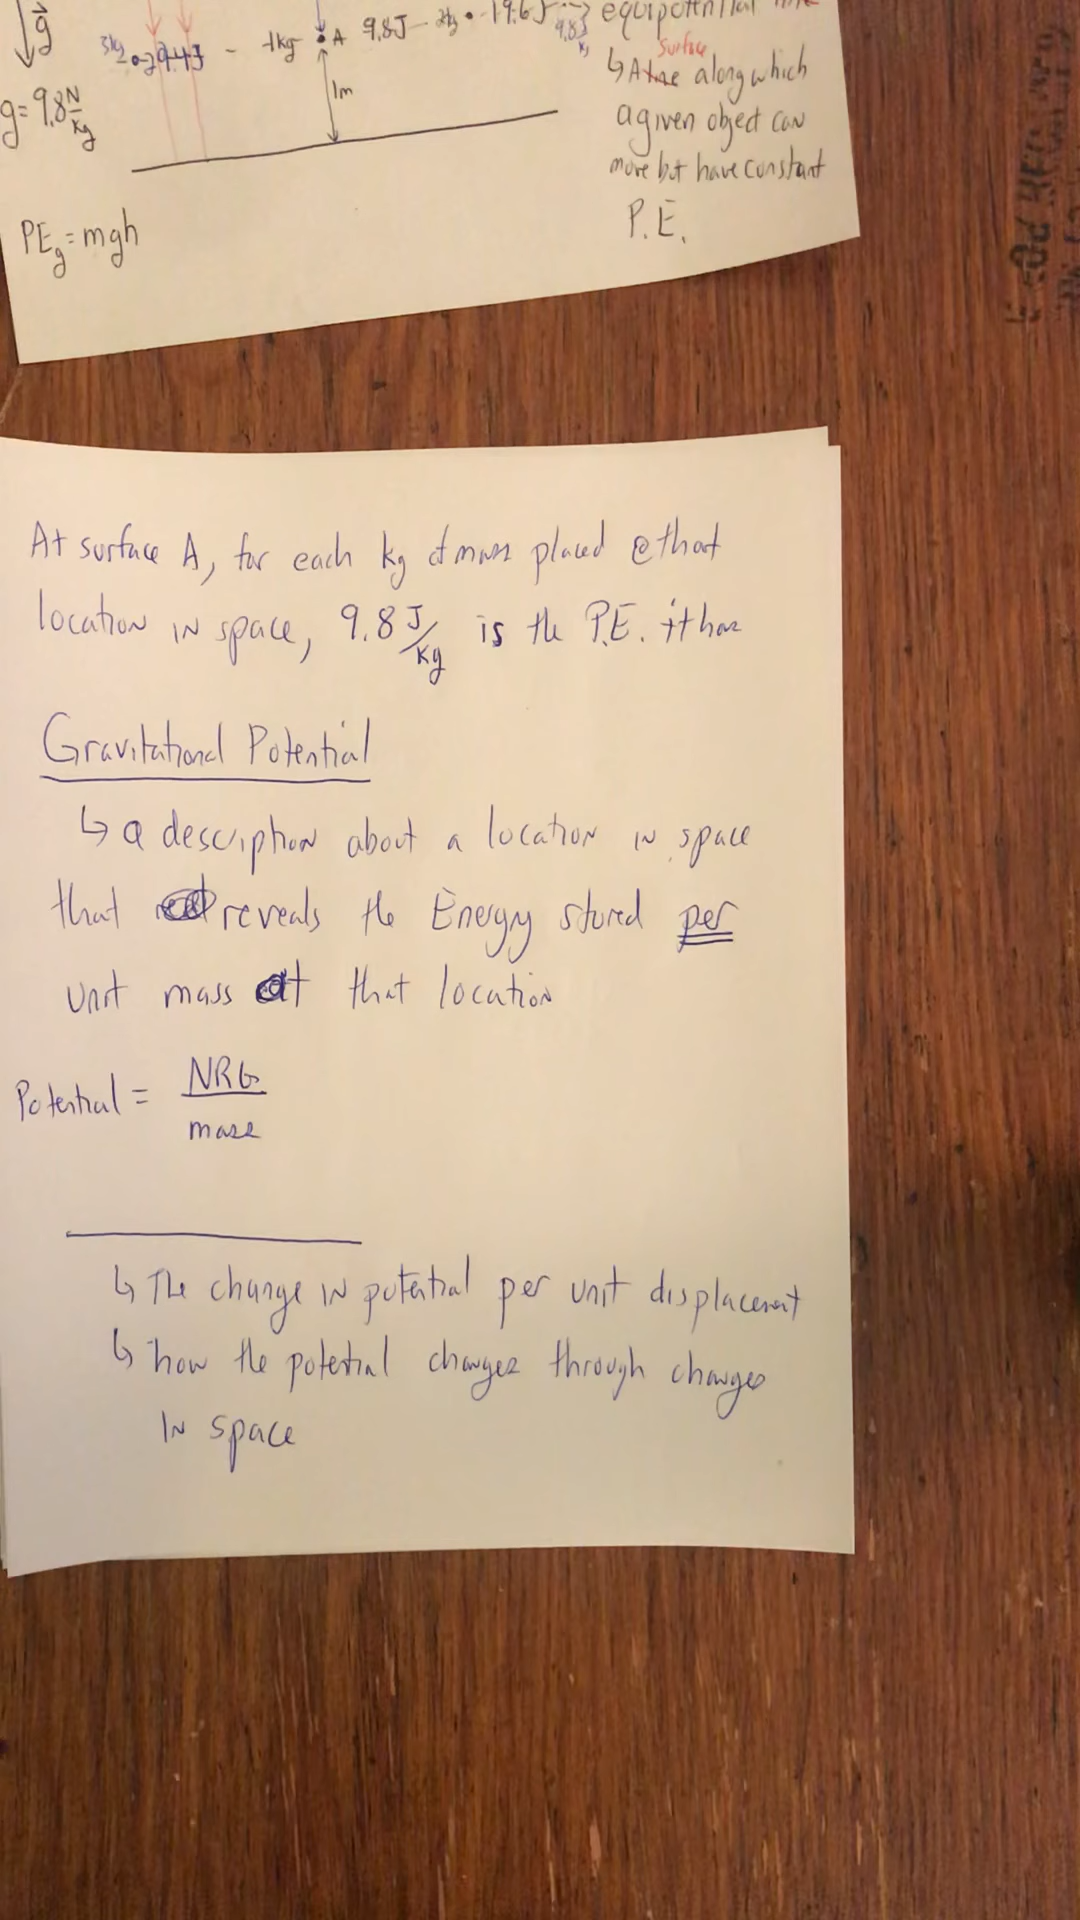 g
g = 9.8 N/kg
3kg 29.4J - 1kg A 9.8J 2kg 19.6J
9.8 J/kg
1m
PEg = mgh
equipotential
surface
↳ A line along which
a given object can
move but have constant
P.E.
At surface A, for each kg of mass placed @ that
location in space, 9.8 J/kg is the P.E. it has
Gravitational Potential
↳ a description about a location in space
that reveals the Energy stored per
unit mass at that location
Potential = NRG/mass
↳ The change in potential per unit displacement
↳ how the potential changes through changes
in space